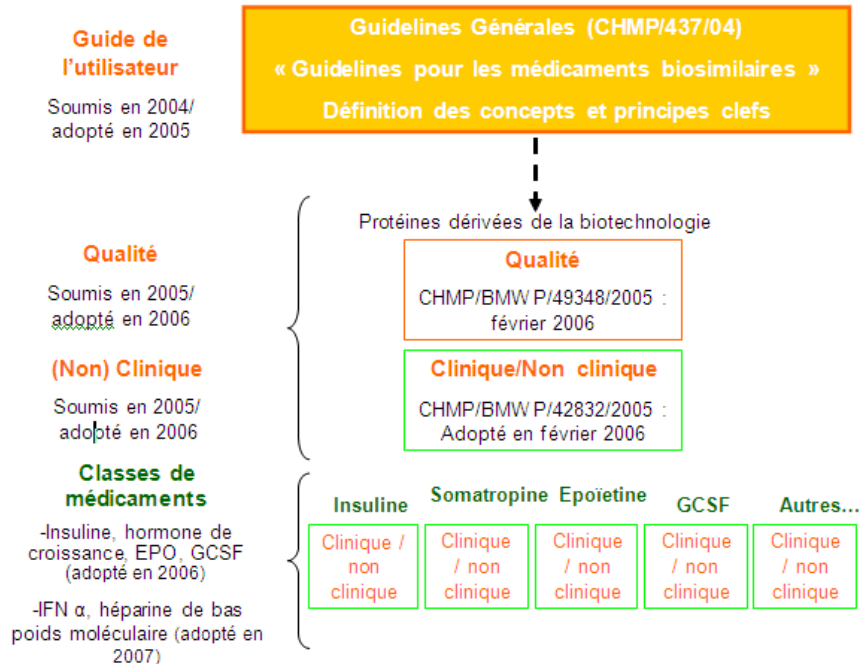 Guide de
l'utilisateur
Soumis en 2004/
adopté en 2005
Guidelines Générales (CHMP/437/04)
« Guidelines pour les médicaments biosimilaires »
Définition des concepts et principes clefs
Protéines dérivées de la biotechnologie
Qualité
Soumis en 2005/
adopté en 2006
Qualité
CHMP/BMWP/49348/2005 :
février 2006
(Non) Clinique
Soumis en 2005/
adopté en 2006
Clinique/Non clinique
CHMP/BMWP/42832/2005 :
Adopté en février 2006
Classes de
médicaments
-Insuline, hormone de
croissance, EPO, GCSF
(adopté en 2006)
-IFN α, héparine de bas
poids moléculaire (adopté en
2007)
Insuline
Clinique /
non
clinique
Somatropine
Clinique
/ non
clinique
Epoïetine
Clinique
/ non
clinique
GCSF
Clinique
/ non
clinique
Autres...
Clinique
/ non
clinique